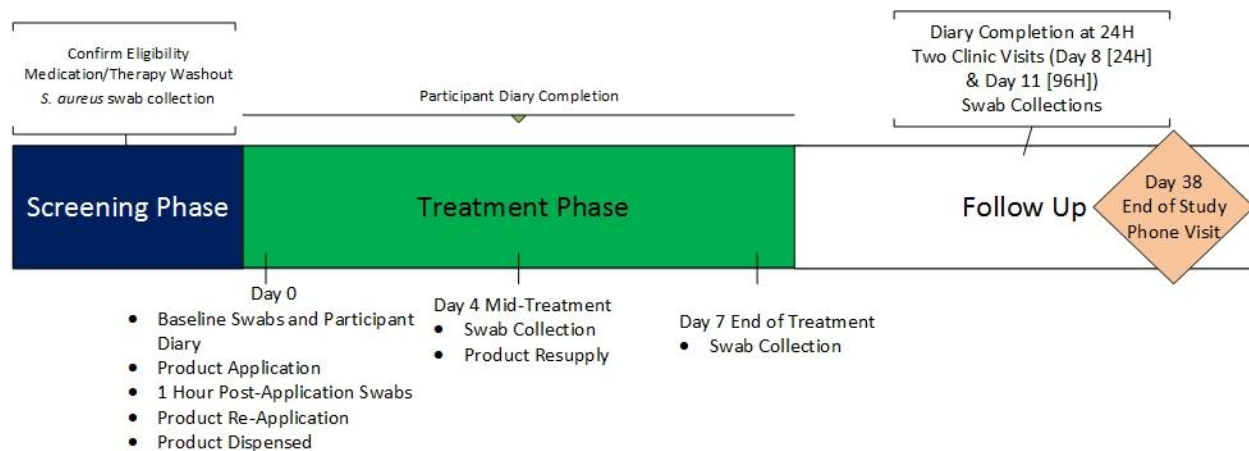 Confirm Eligibility
Medication/Therapy Washout
S. aureus swab collection
Participant Diary Completion
Diary Completion at 24H
Two Clinic Visits (Day 8 [24H]
& Day 11 [96H])
Swab Collections
Screening Phase
Treatment Phase
Follow Up
Day 38
End of Study
Phone Visit
Day 0
• Baseline Swabs and Participant
Diary
• Product Application
• 1 Hour Post-Application Swabs
• Product Re-Application
• Product Dispensed
Day 4 Mid-Treatment
• Swab Collection
• Product Resupply
Day 7 End of Treatment
• Swab Collection